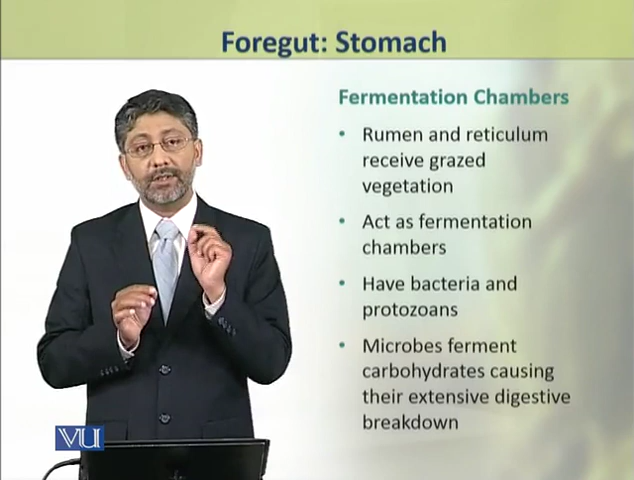 Foregut: Stomach
Fermentation Chambers
• Rumen and reticulum
receive grazed
vegetation
• Act as fermentation
chambers
• Have bacteria and
protozoans
• Microbes ferment
carbohydrates causing
their extensive digestive
breakdown
VU